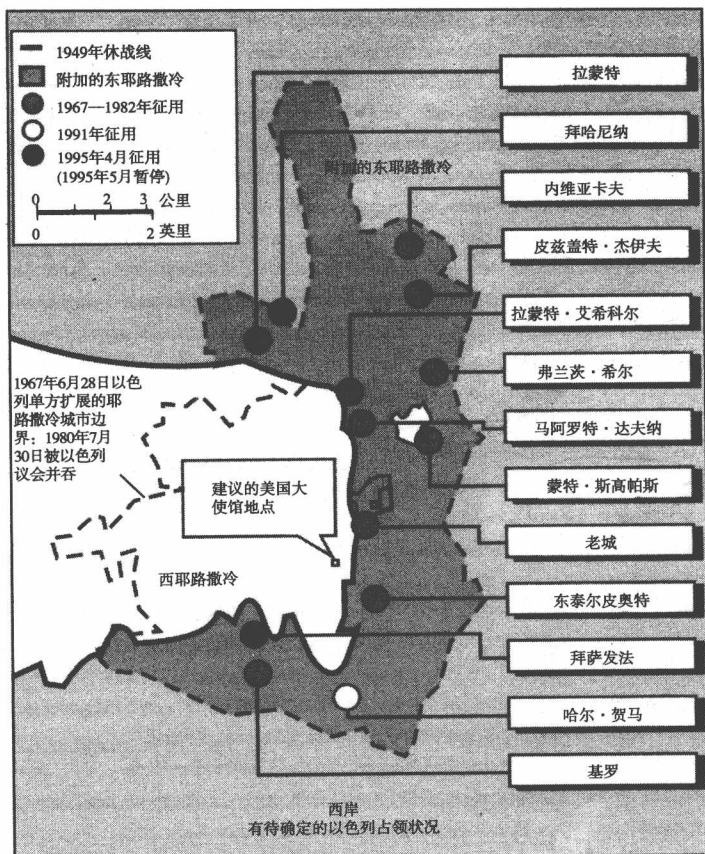 1949年休战线
附加的东耶路撒冷
1967—1982年征用
1991年征用
1995年4月征用
(1995年5月暂停)
0 2 3 公里
0 2 英里
附加的东耶路撒冷
拉蒙特
拜哈尼纳
内维亚卡夫
皮兹盖特·杰伊夫
拉蒙特·艾希科尔
弗兰茨·希尔
马阿罗特·达夫纳
蒙特·斯高帕斯
老城
东泰尔皮奥特
拜萨发法
哈尔·贺马
基罗
1967年6月28日以色
列单方扩展的耶
路撒冷城市边
界：1980年7月
30日被以色列
议会并吞
建议的美国大
使馆地点
西耶路撒冷
西岸
有待确定的以色列占领状况